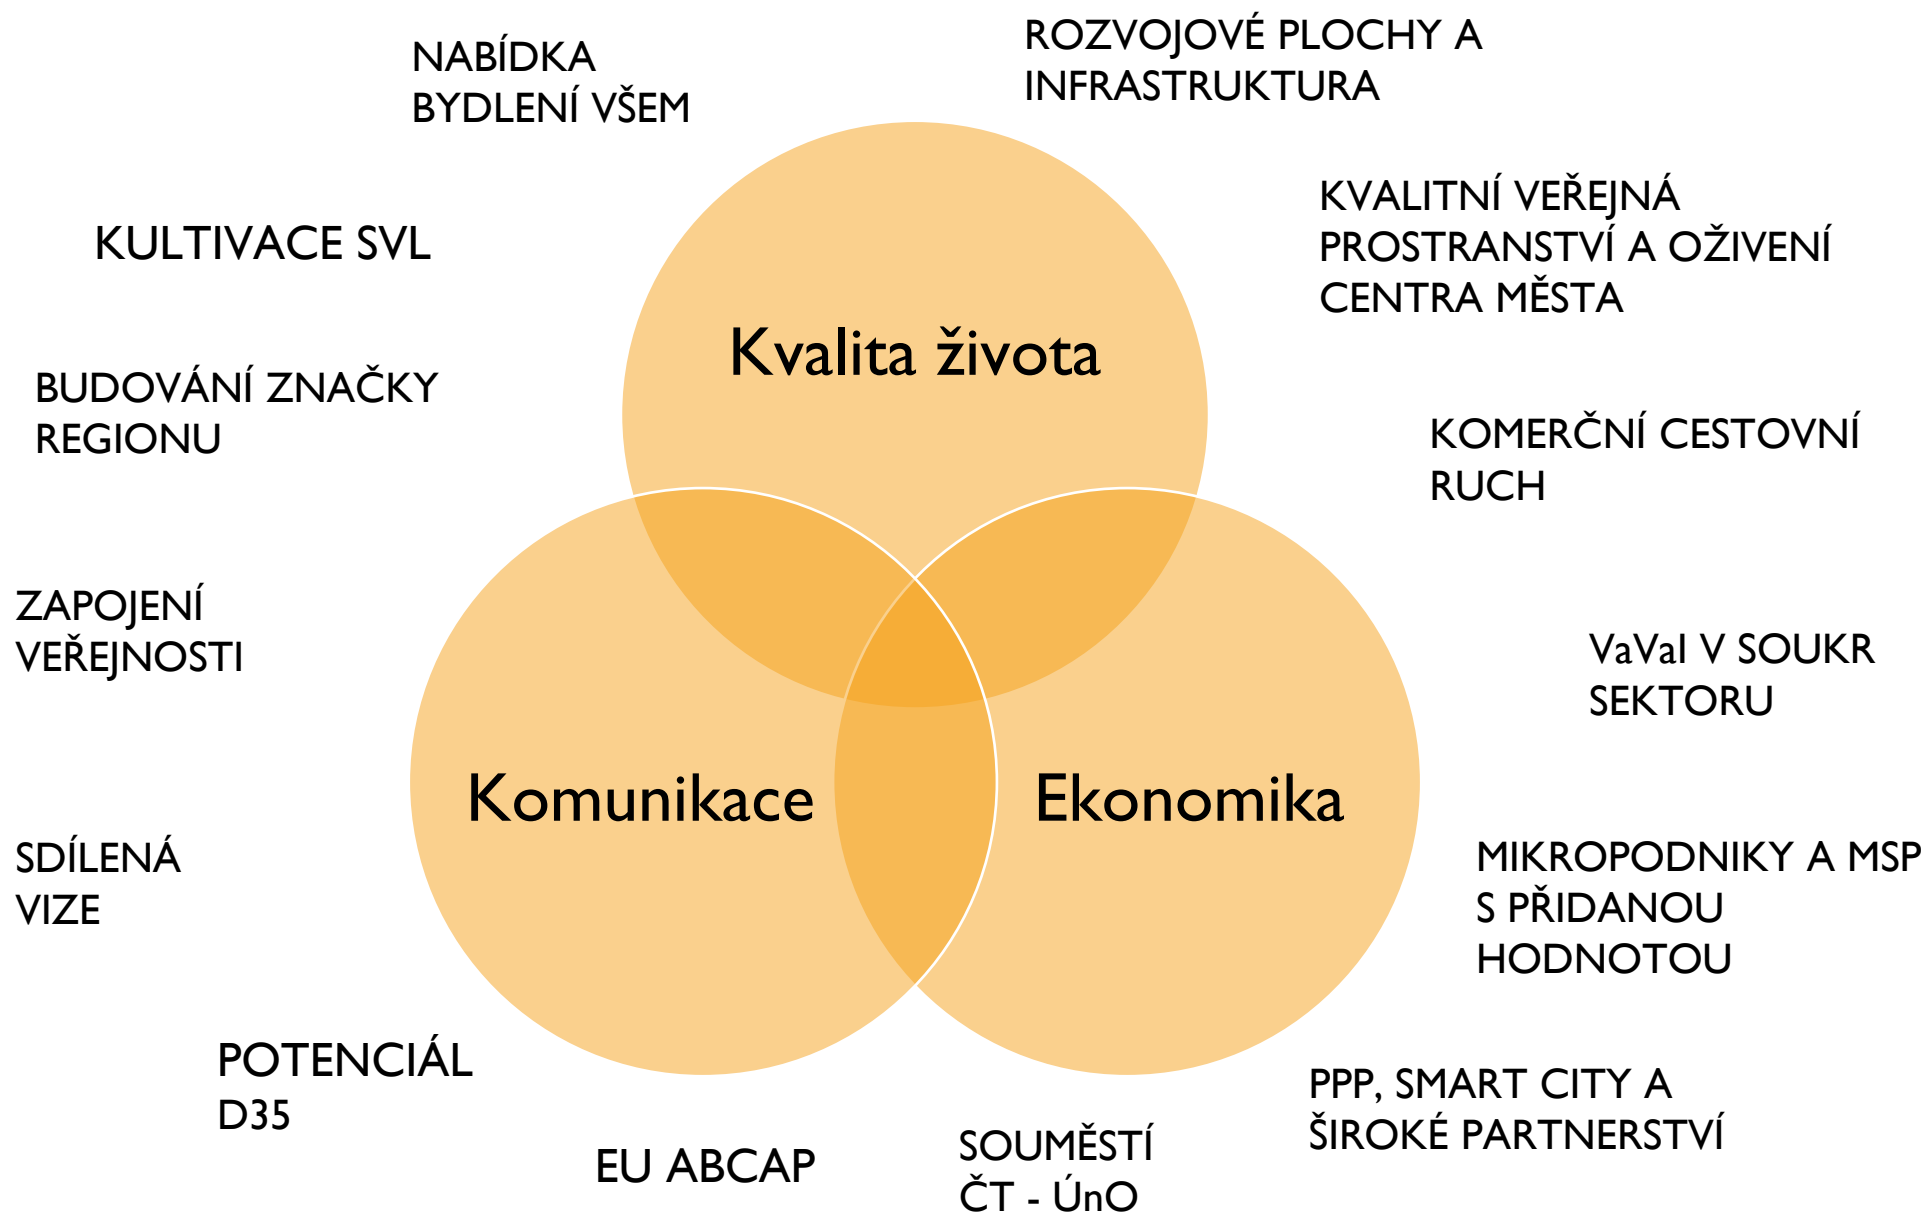 NABÍDKA
BYDLENÍ VŠEM
ROZVOJOVÉ PLOCHY A
INFRASTRUKTURA
KVALITNÍ VEŘEJNÁ
PROSTRANSTVÍ A OŽIVENÍ
CENTRA MĚSTA
KULTIVACE SVL
Kvalita života
BUDOVÁNÍ ZNAČKY
REGIONU
KOMERČNÍ CESTOVNÍ
RUCH
ZAPOJENÍ
VEŘEJNOSTI
VaVaI V SOUKR
SEKTORU
Komunikace
Ekonomika
SDÍLENÁ
VIZE
MIKROPODNIKY A MSP
S PŘIDANOU
HODNOTOU
POTENCIÁL
D35
PPP, SMART CITY A
ŠIROKÉ PARTNERSTVÍ
EU ABCAP
SOUMĚSTÍ
ČT - ÚnO